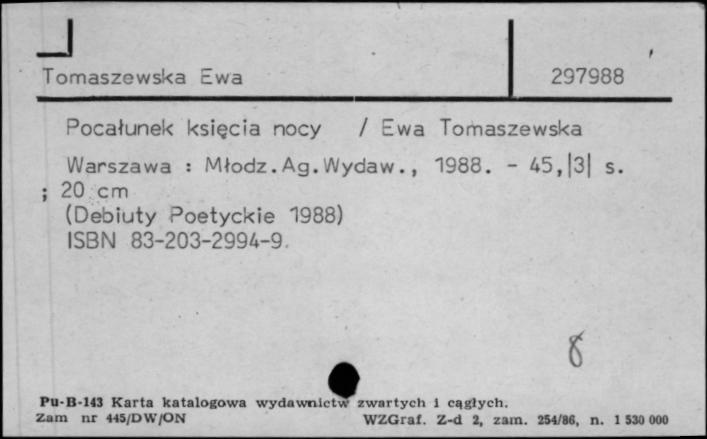 Tomaszewska Ewa 297988
Pocałunek księcia nocy / Ewa Tomaszewska
Warszawa : Młodz.Ag.Wydaw., 1988. - 45,|3| s.
; 20 cm
(Debiuty Poetyckie 1988)
ISBN 83-203-2994-9.
8
Pu-B-143 Karta katalogowa wydawnictw zwartych i cągłych.
Zam nr 445/DW/ON WZGraf. Z-d 2, zam. 254/86, n. 1 530 000